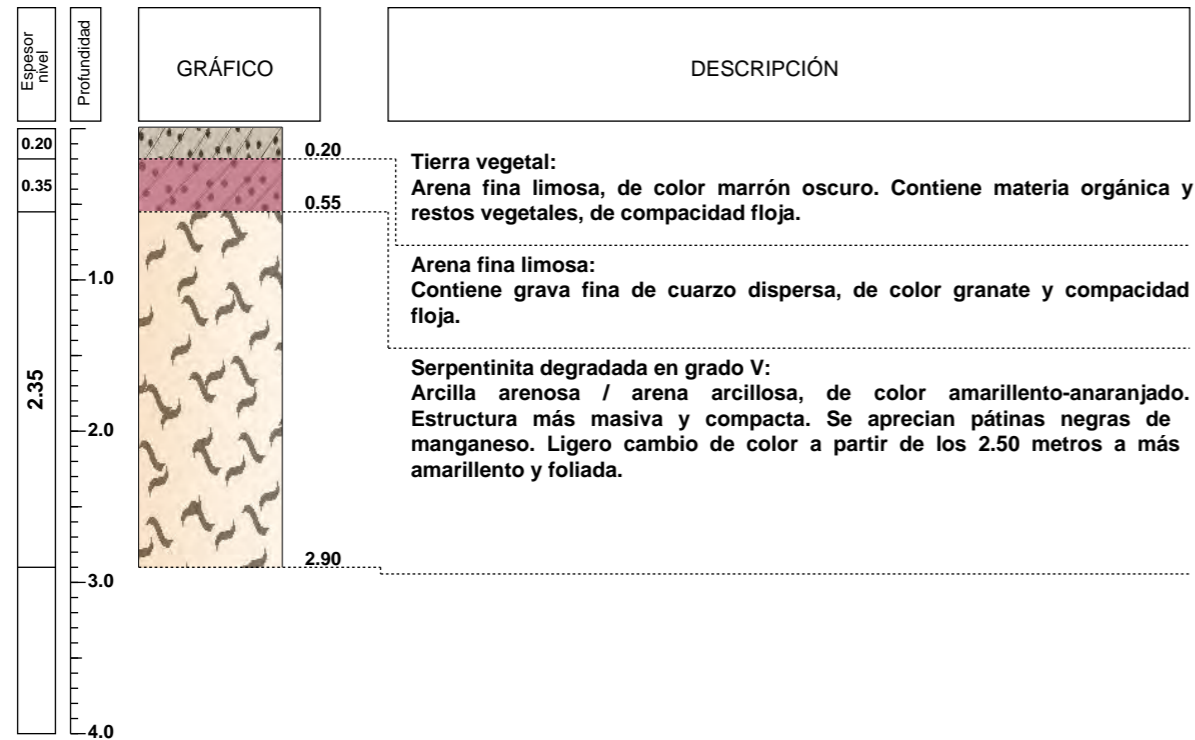 Espesor
nivel
Profundidad
GRÁFICO
DESCRIPCIÓN
0.20
0.35
2.35
1.0
2.0
3.0
4.0
0.20
0.55
2.90
Tierra vegetal:
Arena fina limosa, de color marrón oscuro. Contiene materia orgánica y
restos vegetales, de compacidad floja.
Arena fina limosa:
Contiene grava fina de cuarzo dispersa, de color granate y compacidad
floja.
Serpentinita degradada en grado V:
Arcilla arenosa / arena arcillosa, de color amarillento-anaranjado.
Estructura más masiva y compacta. Se aprecian pátinas negras de
manganeso. Ligero cambio de color a partir de los 2.50 metros a más
amarillento y foliada.